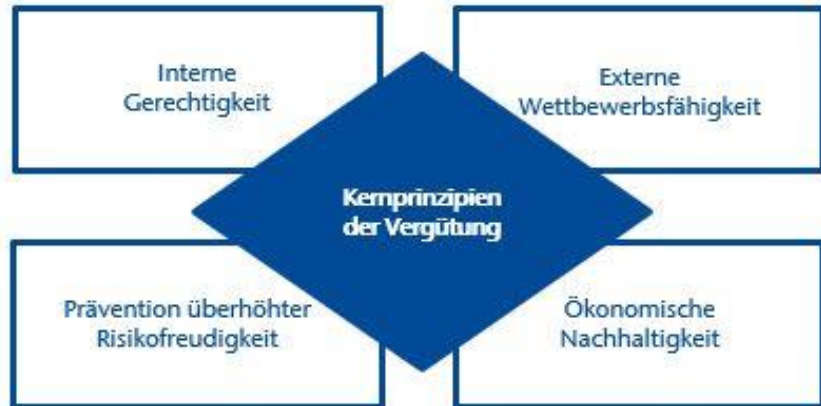 Interne
Gerechtigkeit
Externe
Wettbewerbsfähigkeit
Kernprinzipien
der Vergütung
Prävention überhöhter
Risikofreudigkeit
Ökonomische
Nachhaltigkeit